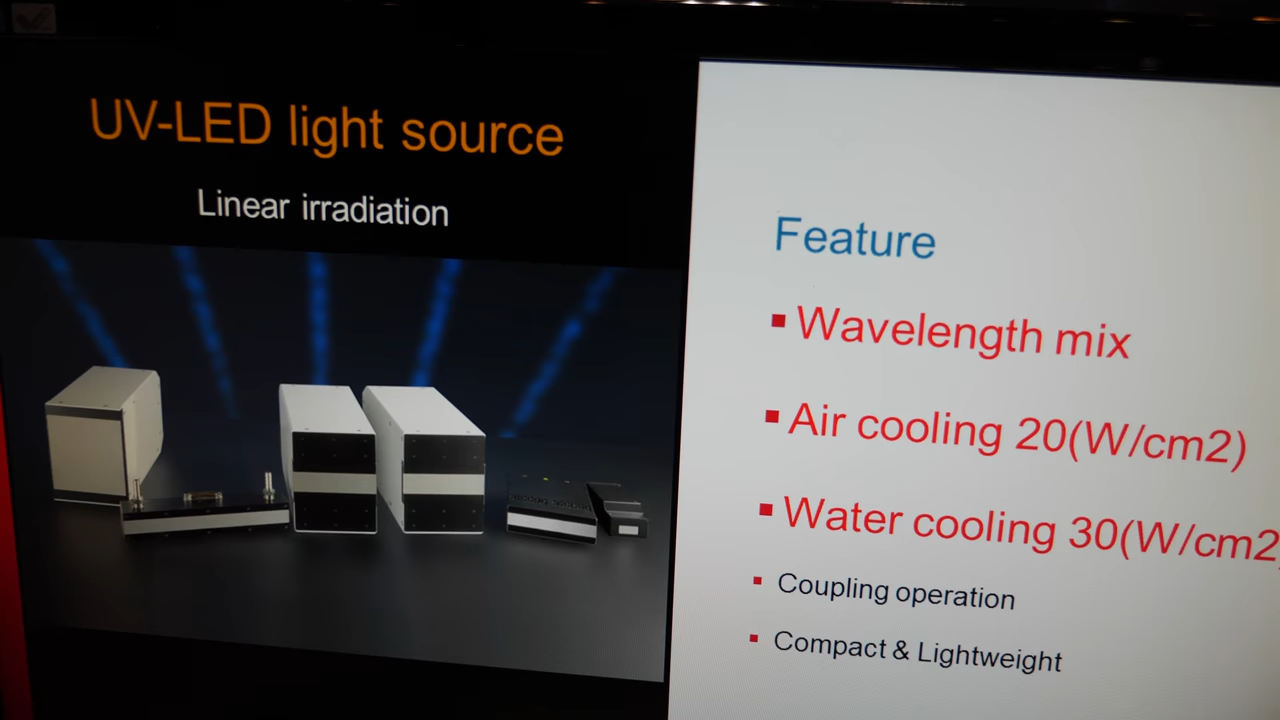 UV-LED light source
Linear irradiation
Feature
▪ Wavelength mix
▪ Air cooling 20(W/cm2)
▪ Water cooling 30(W/cm2
▪ Coupling operation
▪ Compact & Lightweight